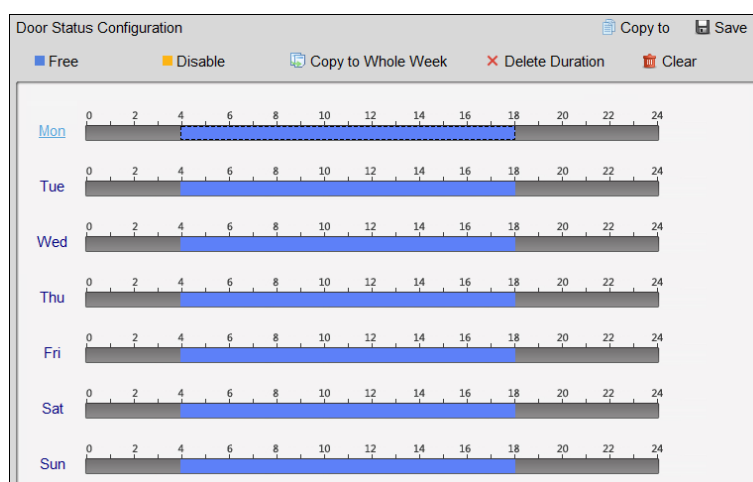 Door Status Configuration Copy to Save
Free Disable Copy to Whole Week Delete Duration Clear
0 2 4 6 8 10 12 14 16 18 20 22 24
Mon
0 2 4 6 8 10 12 14 16 18 20 22 24
Tue
0 2 4 6 8 10 12 14 16 18 20 22 24
Wed
0 2 4 6 8 10 12 14 16 18 20 22 24
Thu
0 2 4 6 8 10 12 14 16 18 20 22 24
Fri
0 2 4 6 8 10 12 14 16 18 20 22 24
Sat
0 2 4 6 8 10 12 14 16 18 20 22 24
Sun